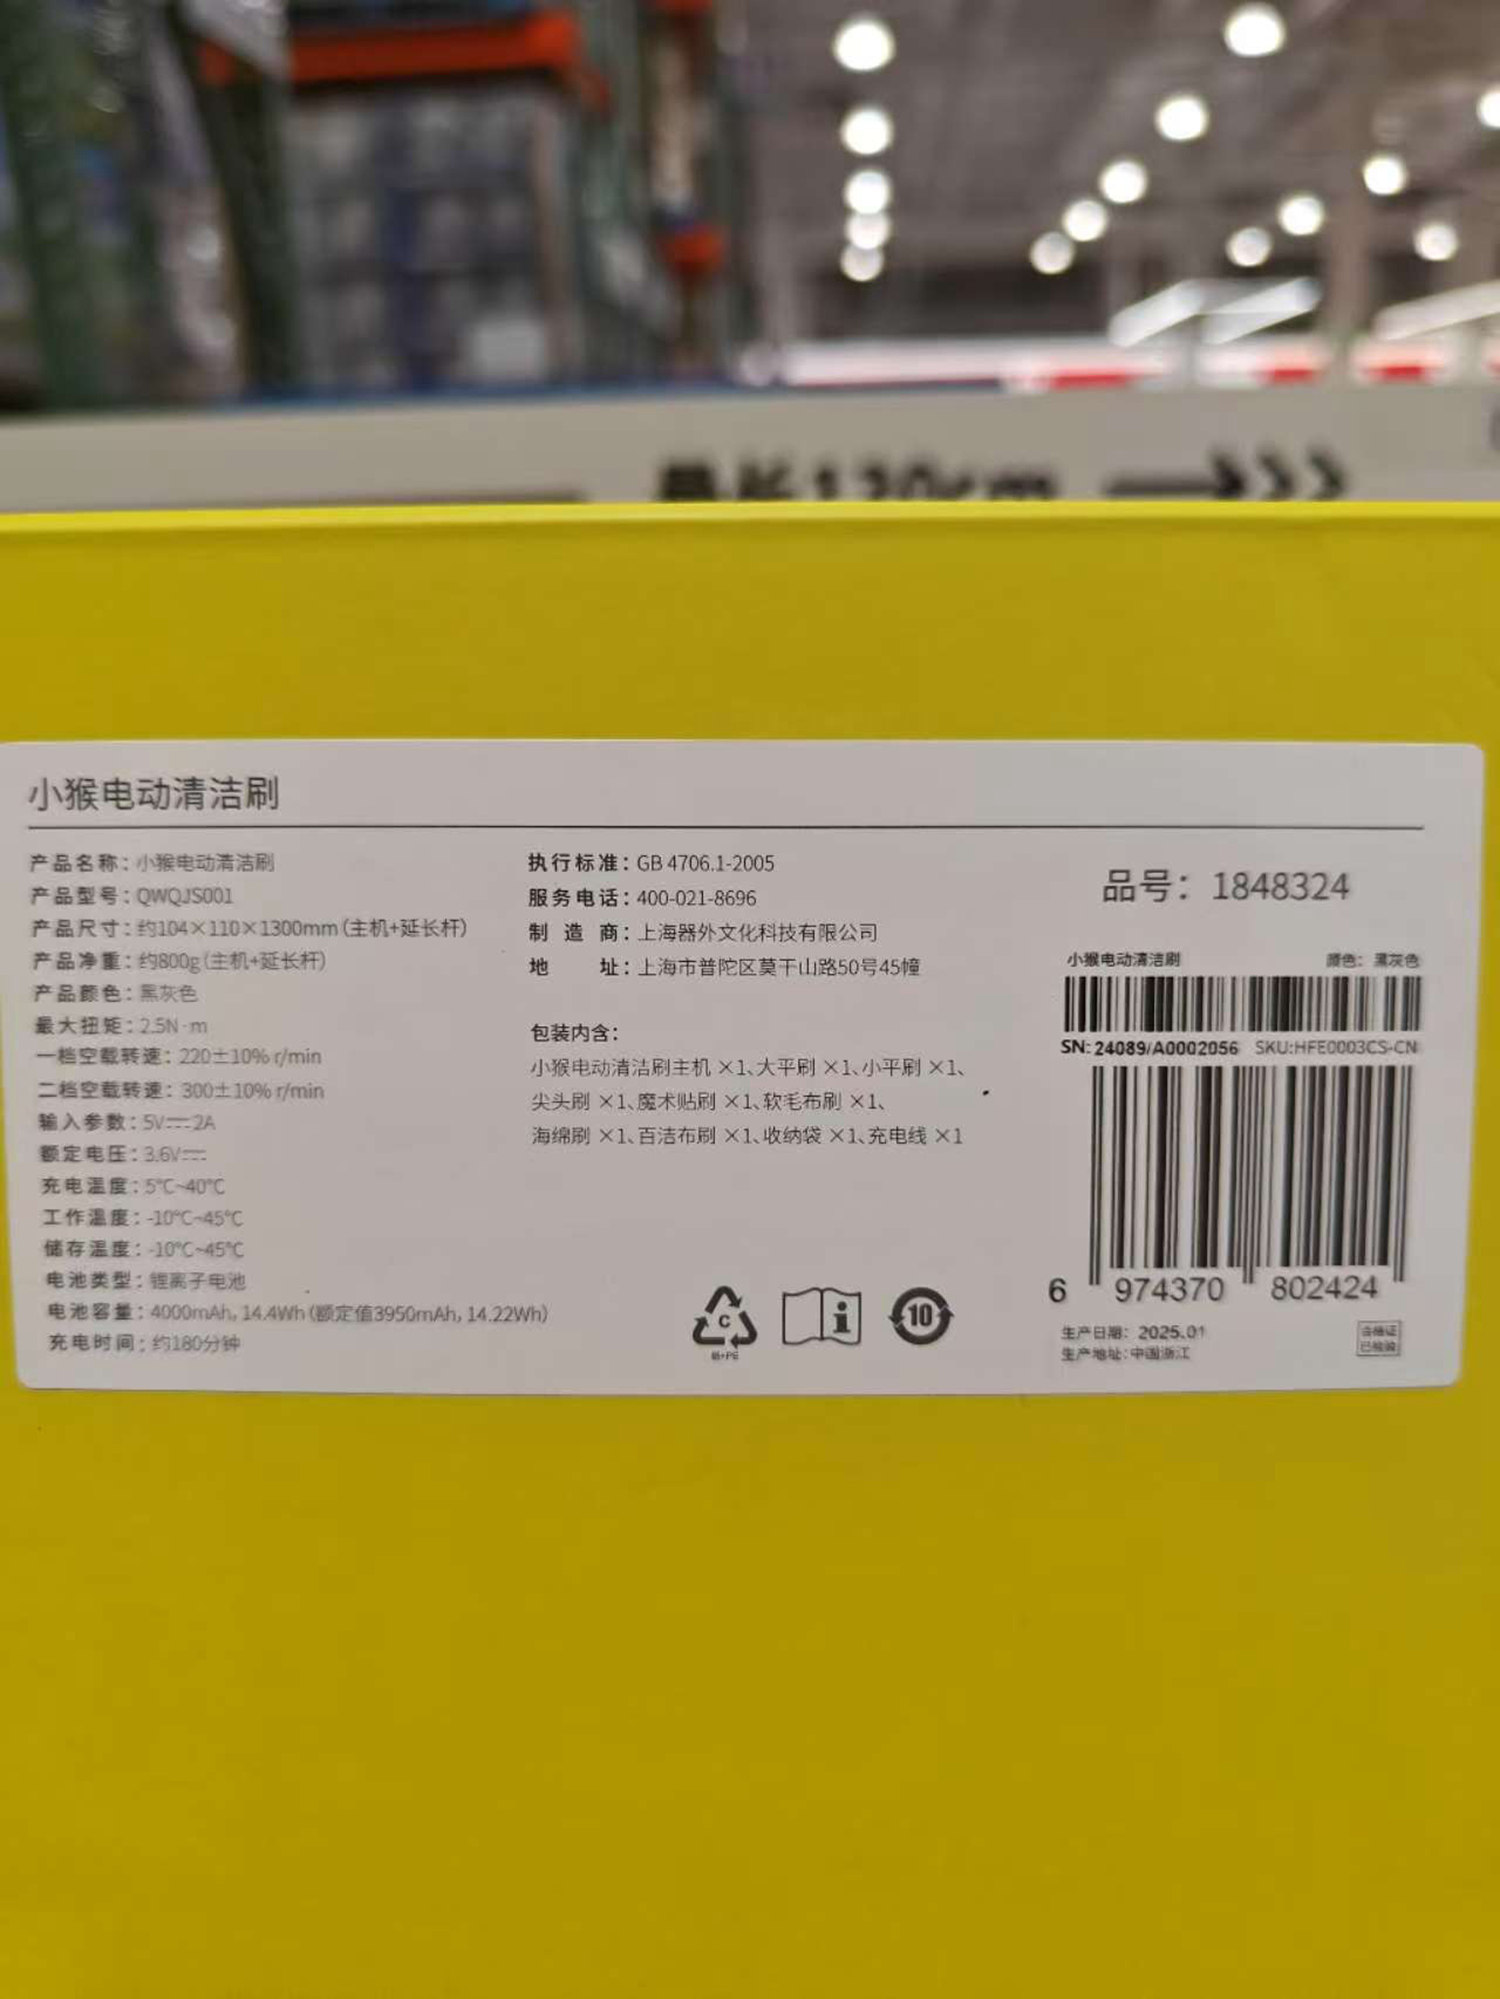 最长120cm
小猴电动清洁刷
产品名称：小猴电动清洁刷
产品型号：QWQJS001
产品尺寸：约104×110×1300mm（主机+延长杆）
产品净重：约800g（主机+延长杆）
产品颜色：黑灰色
最大扭矩：2.5N·m
一档空载转速：220±10% r/min
二档空载转速：300±10% r/min
输入参数：5V⎓2A
额定电压：3.6V⎓
充电温度：5℃~40℃
工作温度：-10℃~45℃
储存温度：-10℃~45℃
电池类型：锂离子电池
电池容量：4000mAh，14.4Wh（额定值3950mAh，14.22Wh）
充电时间：约180分钟
执行标准：GB 4706.1-2005
服务电话：400-021-8696
制 造 商：上海器外文化科技有限公司
地 址：上海市普陀区莫干山路50号45幢
包装内含：
小猴电动清洁刷主机 ×1、大平刷 ×1、小平刷 ×1、
尖头刷 ×1、魔术贴刷 ×1、软毛布刷 ×1、
海绵刷 ×1、百洁布刷 ×1、收纳袋 ×1、充电线 ×1
C
纸+PE
i
10
品号：1848324
小猴电动清洁刷 颜色：黑灰色
SN:24089/A0002056 SKU:HFE0003CS-CN
6 974370 802424
生产日期：2025.01
生产地址：中国浙江
合格证
已检验